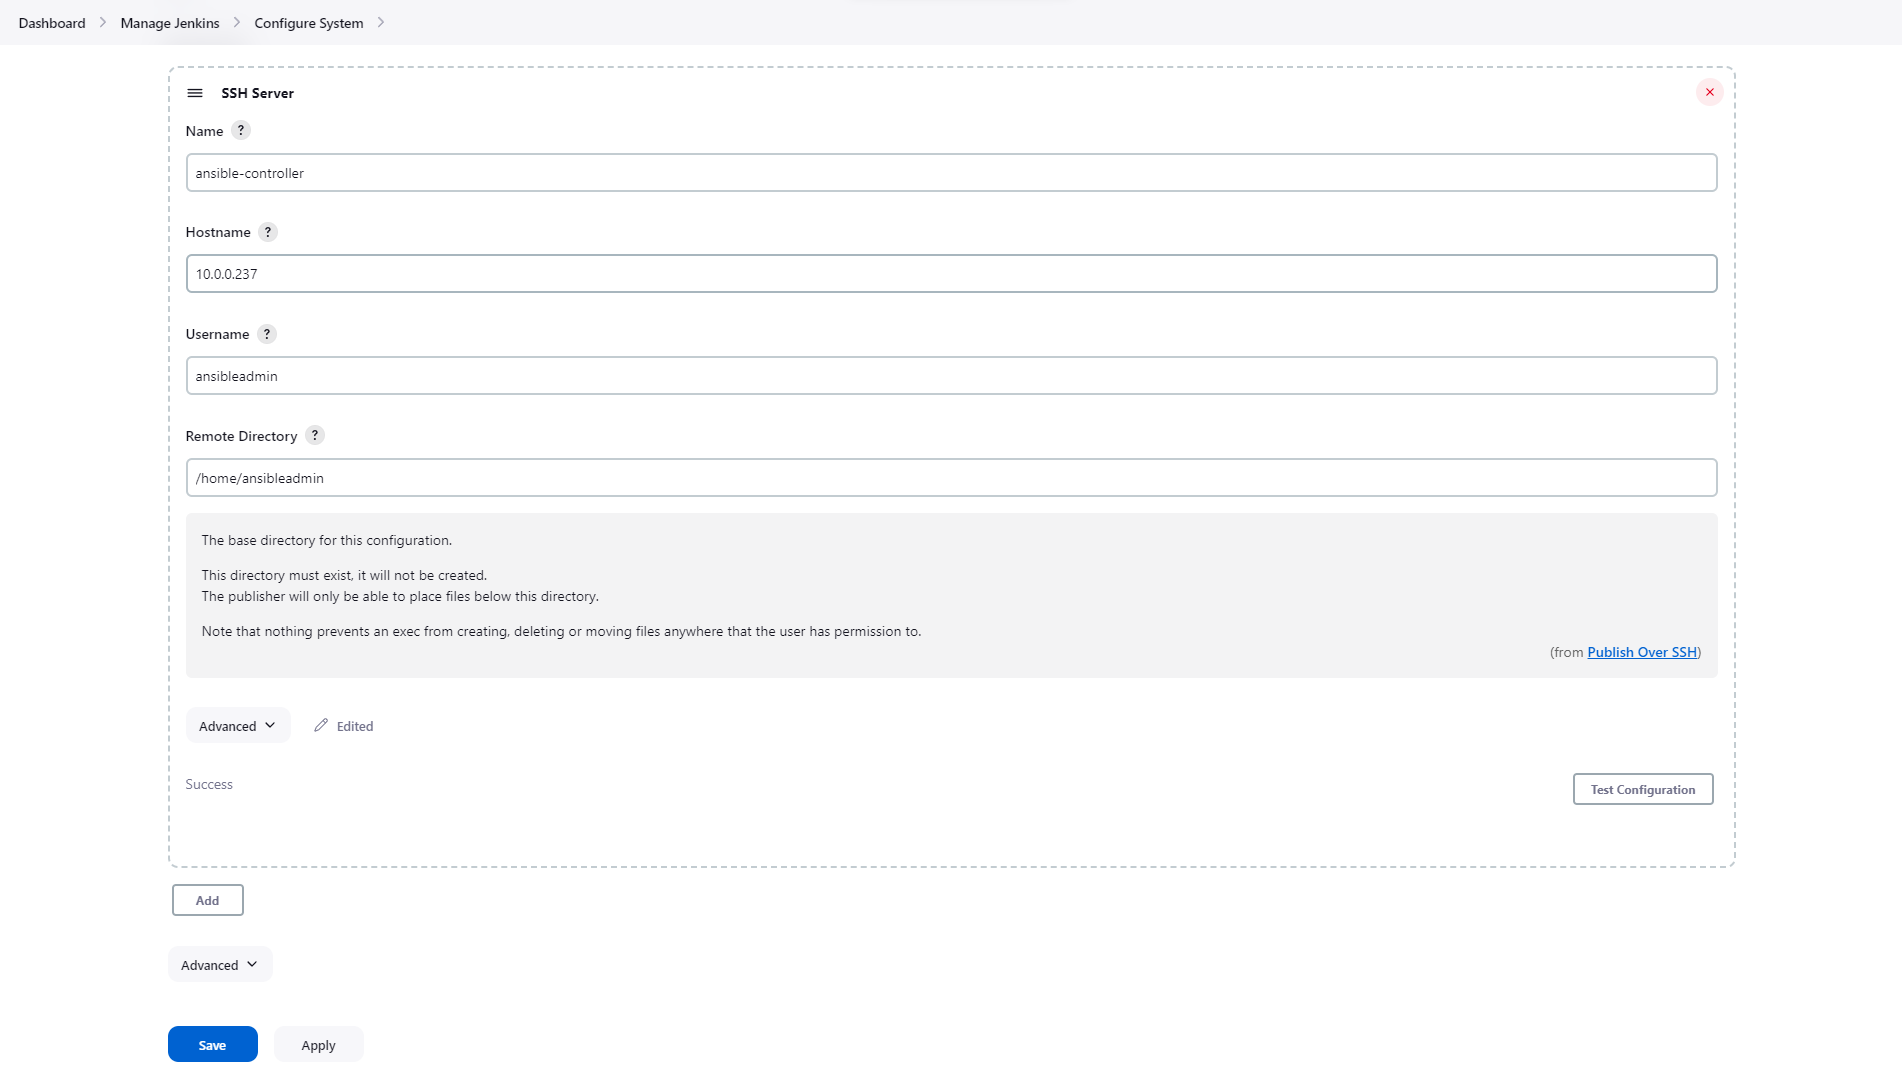 Dashboard > Manage Jenkins > Configure System >
SSH Server
Name ?
ansible-controller
Hostname ?
10.0.0.237
Username ?
ansibleadmin
Remote Directory ?
/home/ansibleadmin
The base directory for this configuration.
This directory must exist, it will not be created.
The publisher will only be able to place files below this directory.
Note that nothing prevents an exec from creating, deleting or moving files anywhere that the user has permission to.
(from Publish Over SSH)
Advanced Edited
Success
Test Configuration
Add
Advanced
Save Apply